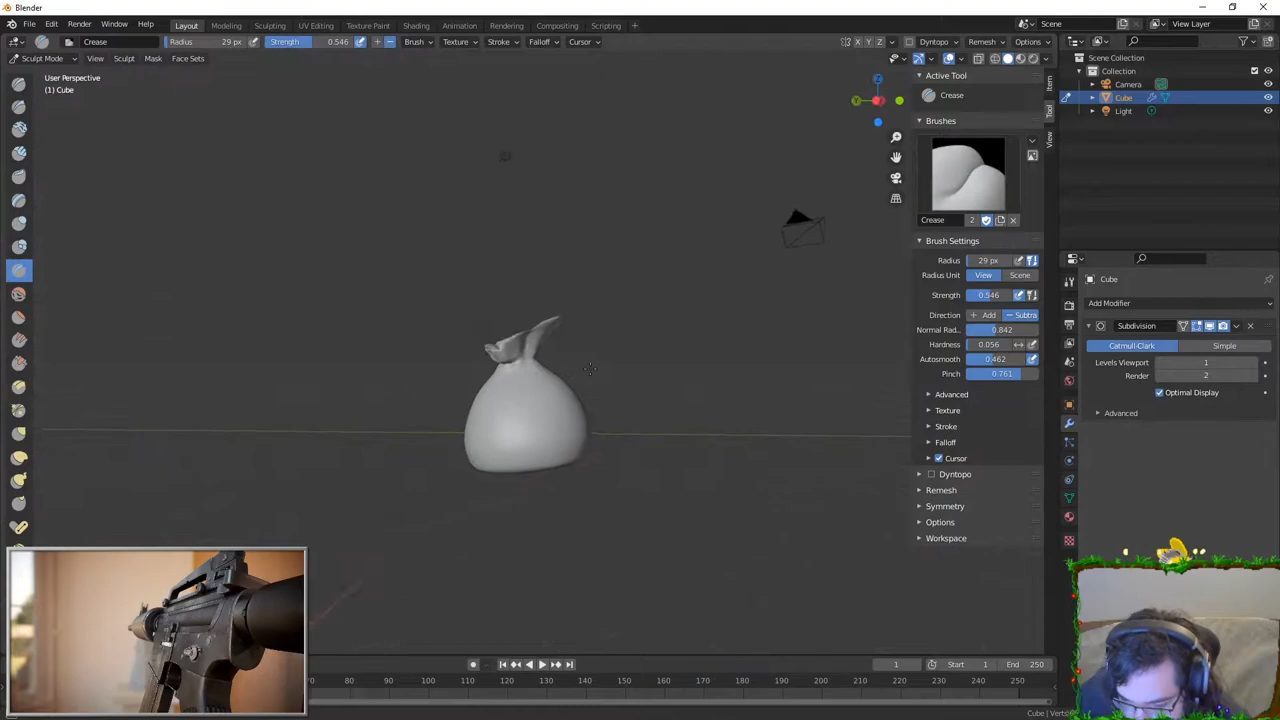 Blender
File Edit Render Window Help Layout Modeling Sculpting UV Editing Texture Paint Shading Animation Rendering Compositing Scripting + Scene View Layer
Crease Radius 29 px Strength 0.546 + − Brush Texture Stroke Falloff Cursor X Y Z Dyntopo Remesh Options
Sculpt Mode View Sculpt Mask Face Sets
User Perspective
(1) Cube
Z
Y
Active Tool
Crease
Brushes
Crease 2
Brush Settings
Radius 29 px
Radius Unit View Scene
Strength 0.546
Direction + Add − Subtra
Normal Rad... 0.842
Hardness 0.056
Autosmooth 0.462
Pinch 0.761
Advanced
Texture
Stroke
Falloff
Cursor
Dyntopo
Remesh
Symmetry
Options
Workspace
Item
Tool
View
Scene Collection
Collection
Camera
Cube
Light
Cube
Add Modifier
Subdivision
Catmull-Clark Simple
Levels Viewport 1
Render 2
Optimal Display
Advanced
1 Start 1 End 250
70 80 90 100 110 120 130 140 150 160 170 180 190 200 210 220 230 240 250
Cube | Verts